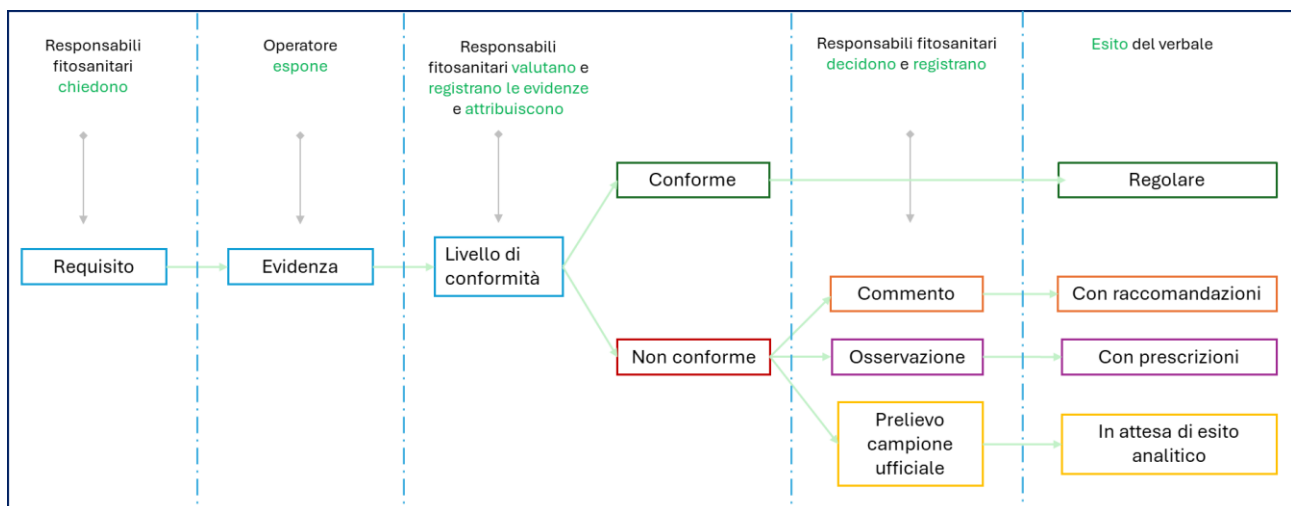 Responsabili
fitosanitari
chiedono
Operatore
espone
Responsabili
fitosanitari valutano e
registrano le evidenze
e attribuiscono
Responsabili fitosanitari
decidono e registrano
Esito del verbale
Conforme
Regolare
Requisito
Evidenza
Livello di
conformità
Commento
Con raccomandazioni
Non conforme
Osservazione
Con prescrizioni
Prelievo
campione
ufficiale
In attesa di esito
analitico